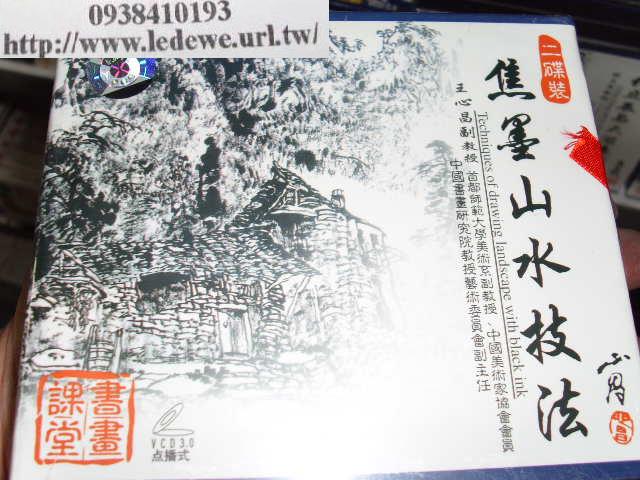 0938410193
http://www.ledewe.url.tw/
二碟裝
焦墨山水技法
Techniques of drawing landscape with black ink
王心昌副教授 首都師範大學美術系副教授、中國美術家協會會員
中國書畫研究院教授藝術委員會副主任
書畫
課堂
VCD3.0
点播式